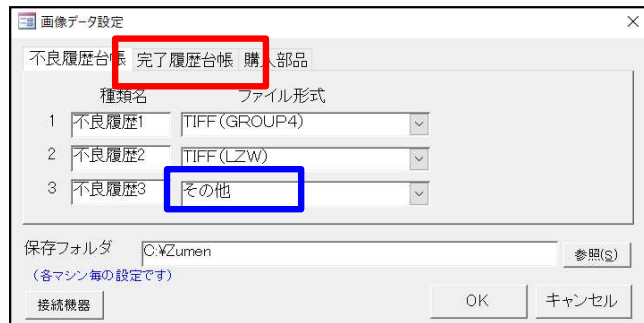 画像データ設定
不良履歴台帳 完了履歴台帳 購入部品
種類名 ファイル形式
1 不良履歴1 TIFF(GROUP4)
2 不良履歴2 TIFF(LZW)
3 不良履歴3 その他
保存フォルダ C:¥Zumen 参照(S)
(各マシン毎の設定です)
接続機器 OK キャンセル